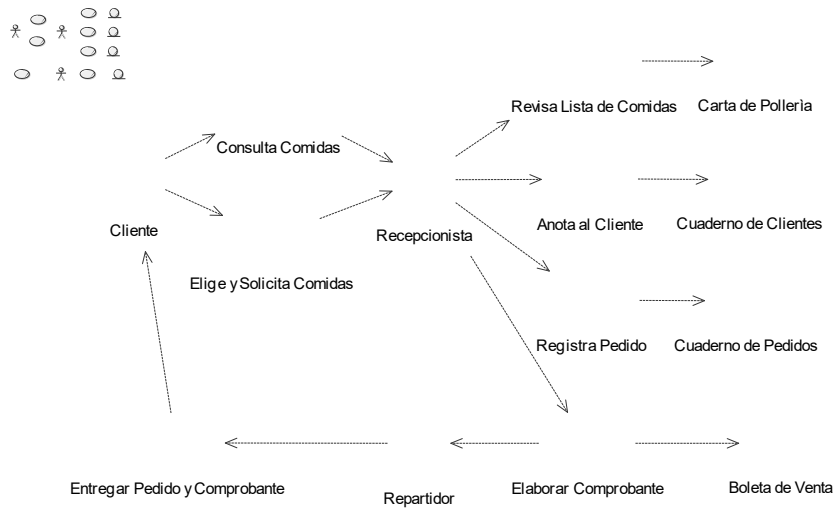 Revisa Lista de Comidas
Carta de Pollerìa
Consulta Comidas
Cliente
Recepcionista
Anota al Cliente
Cuaderno de Clientes
Elige y Solicita Comidas
Registra Pedido
Cuaderno de Pedidos
Entregar Pedido y Comprobante
Repartidor
Elaborar Comprobante
Boleta de Venta